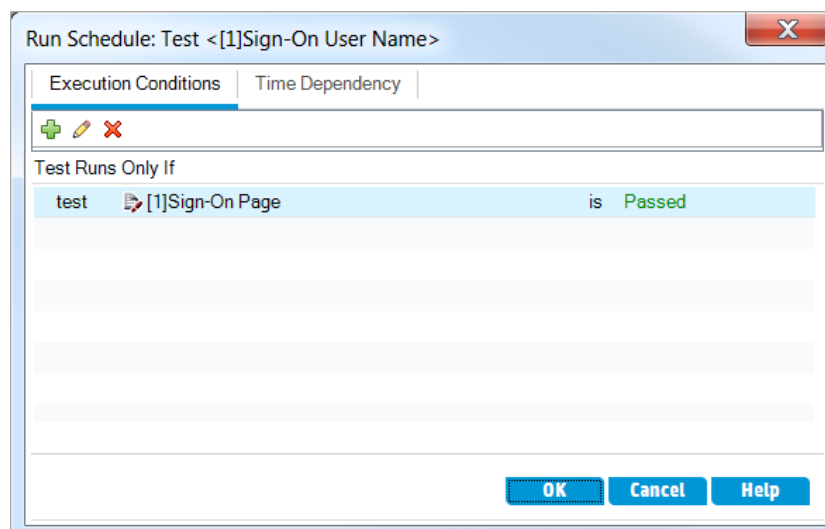 Run Schedule: Test <[1]Sign-On User Name>
Execution Conditions Time Dependency
Test Runs Only If
test [1]Sign-On Page is Passed
OK Cancel Help